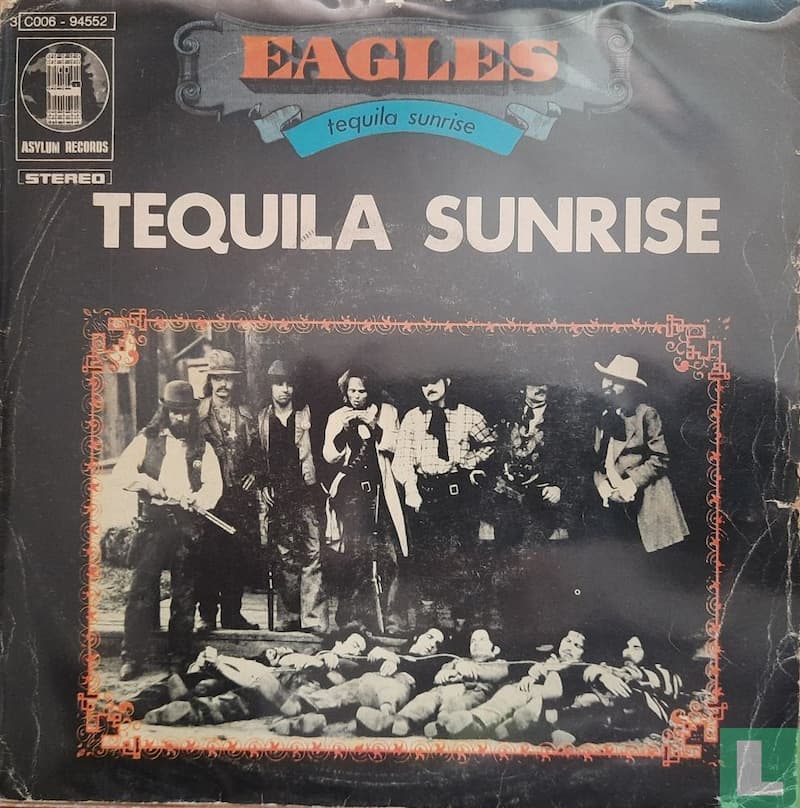 3 C006 - 94552
EAGLES
tequila sunrise
ASYLUM RECORDS
STEREO
TEQUILA SUNRISE
L